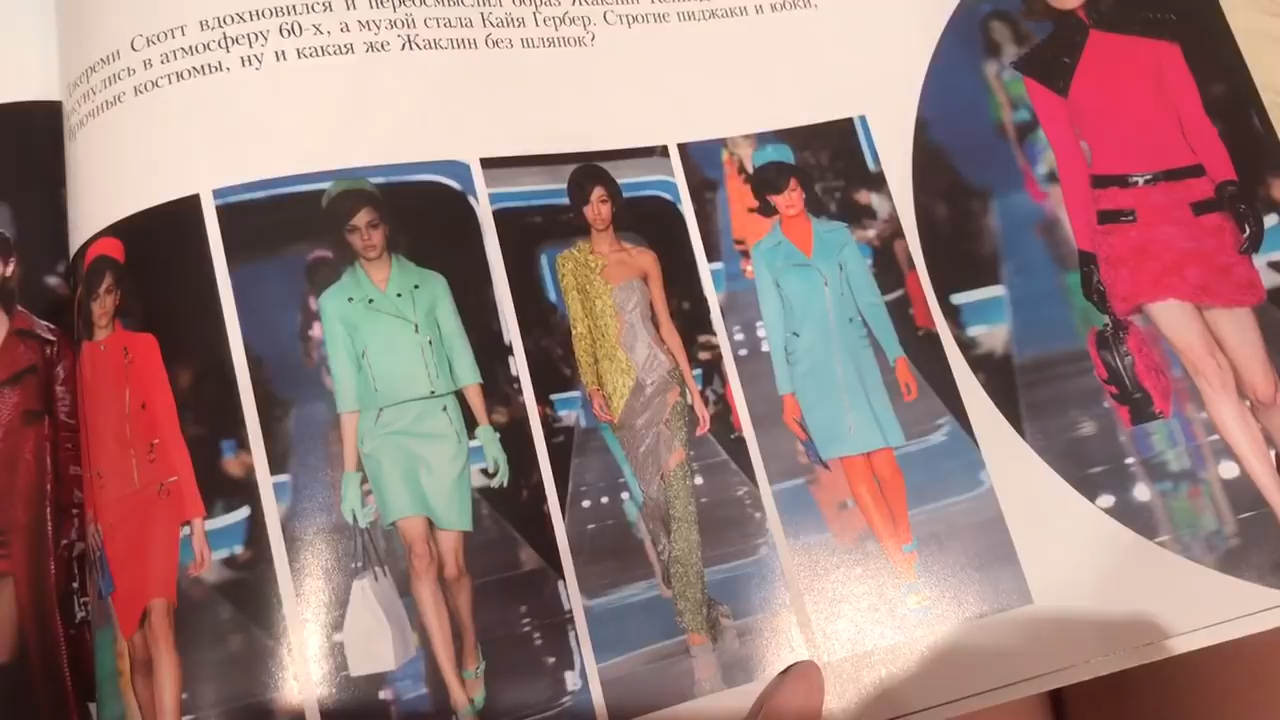 Джереми Скотт вдохновился и переосмыслил образ Жаклин
окунулись в атмосферу 60-х, а музой стала Кайя Гербер. Строгие пиджаки и юбки,
брючные костюмы, ну и какая же Жаклин без шляпок?